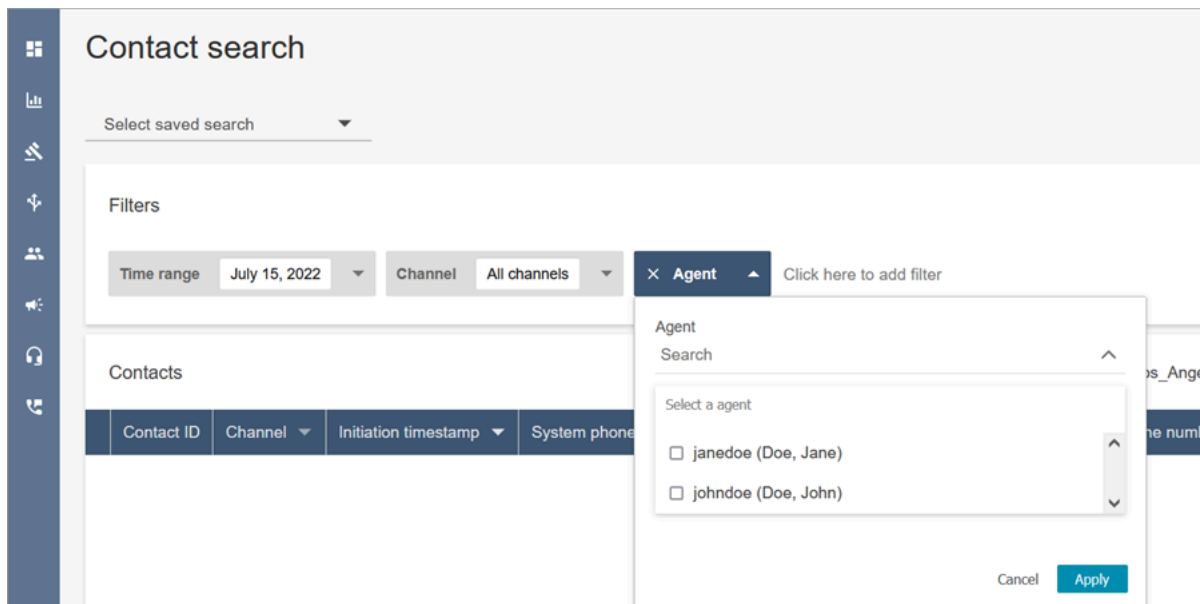 Contact search
Select saved search
Filters
Time range July 15, 2022 Channel All channels Agent Click here to add filter
Agent
Search
Contacts
Select a agent
Contact ID Channel Initiation timestamp System phone
janedoe (Doe, Jane)
johndoe (Doe, John)
Cancel Apply